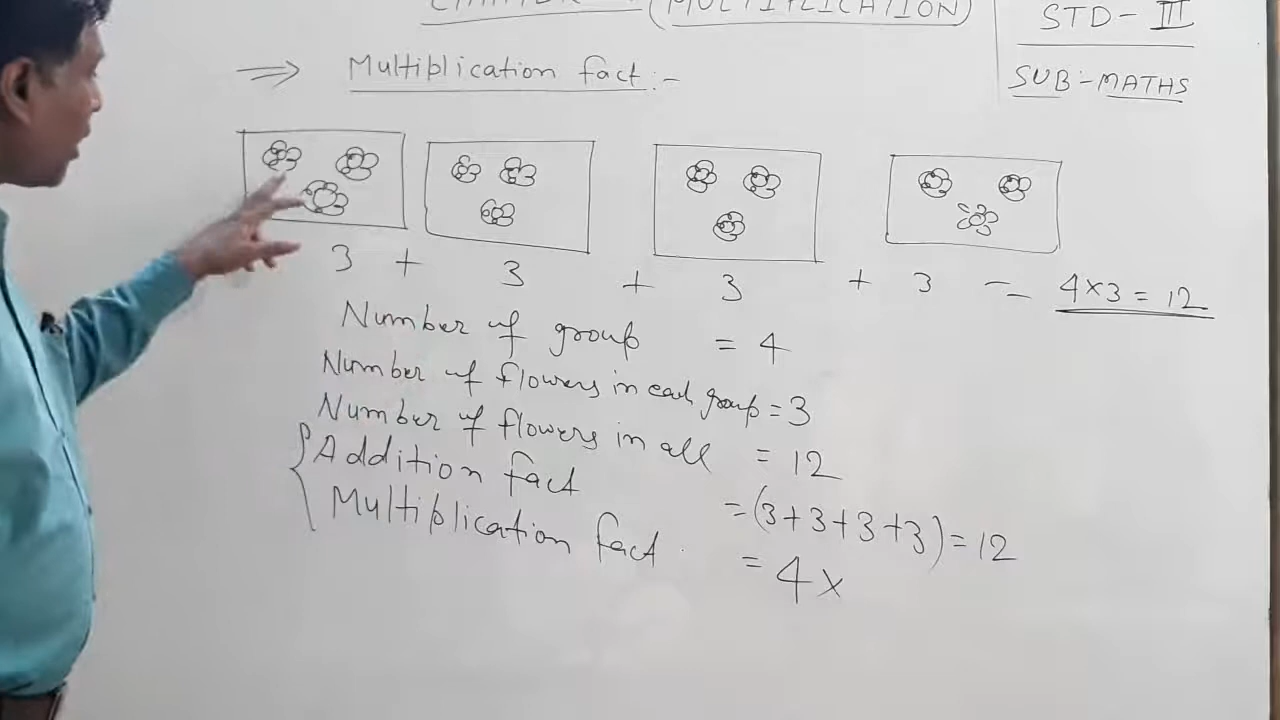 (MULTIPLICATION)
STD- III
SUB-MATHS
⇒ Multiplication fact:-
3 + 3 + 3 + 3 = 4×3 = 12
Number of group = 4
Number of flowers in each group = 3
Number of flowers in all = 12
Addition fact = (3+3+3+3) = 12
Multiplication fact = 4×